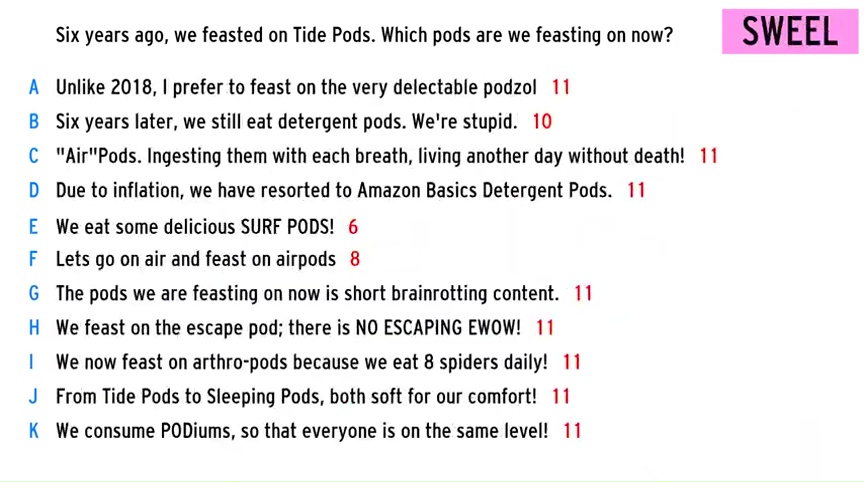 Six years ago, we feasted on Tide Pods. Which pods are we feasting on now?
SWEEL
A Unlike 2018, I prefer to feast on the very delectable podzol 11
B Six years later, we still eat detergent pods. We're stupid. 10
C "Air"Pods. Ingesting them with each breath, living another day without death! 11
D Due to inflation, we have resorted to Amazon Basics Detergent Pods. 11
E We eat some delicious SURF PODS! 6
F Lets go on air and feast on airpods 8
G The pods we are feasting on now is short brainrotting content. 11
H We feast on the escape pod; there is NO ESCAPING EWOW! 11
I We now feast on arthro-pods because we eat 8 spiders daily! 11
J From Tide Pods to Sleeping Pods, both soft for our comfort! 11
K We consume PODiums, so that everyone is on the same level! 11